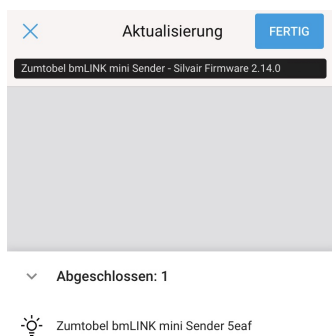 Aktualisierung
FERTIG
Zumtobel bmLINK mini Sender - Silvair Firmware 2.14.0
Abgeschlossen: 1
Zumtobel bmLINK mini Sender 5eaf